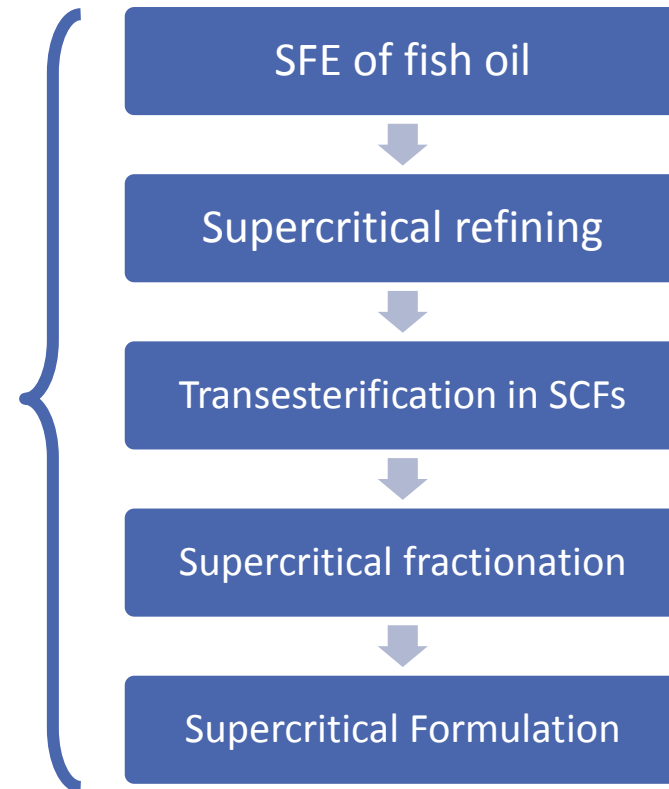 SFE of fish oil
Supercritical refining
Transesterification in SCFs
Supercritical fractionation
Supercritical Formulation